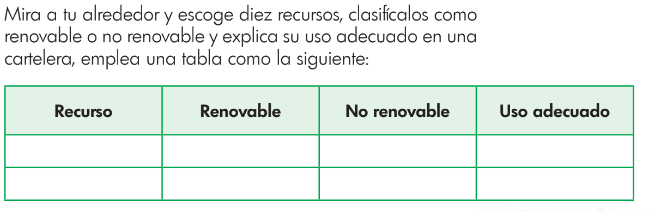 Mira a tu alrededor y escoge diez recursos, clasifícalos como
renovable o no renovable y explica su uso adecuado en una
cartelera, emplea una tabla como la siguiente:
Recurso Renovable No renovable Uso adecuado